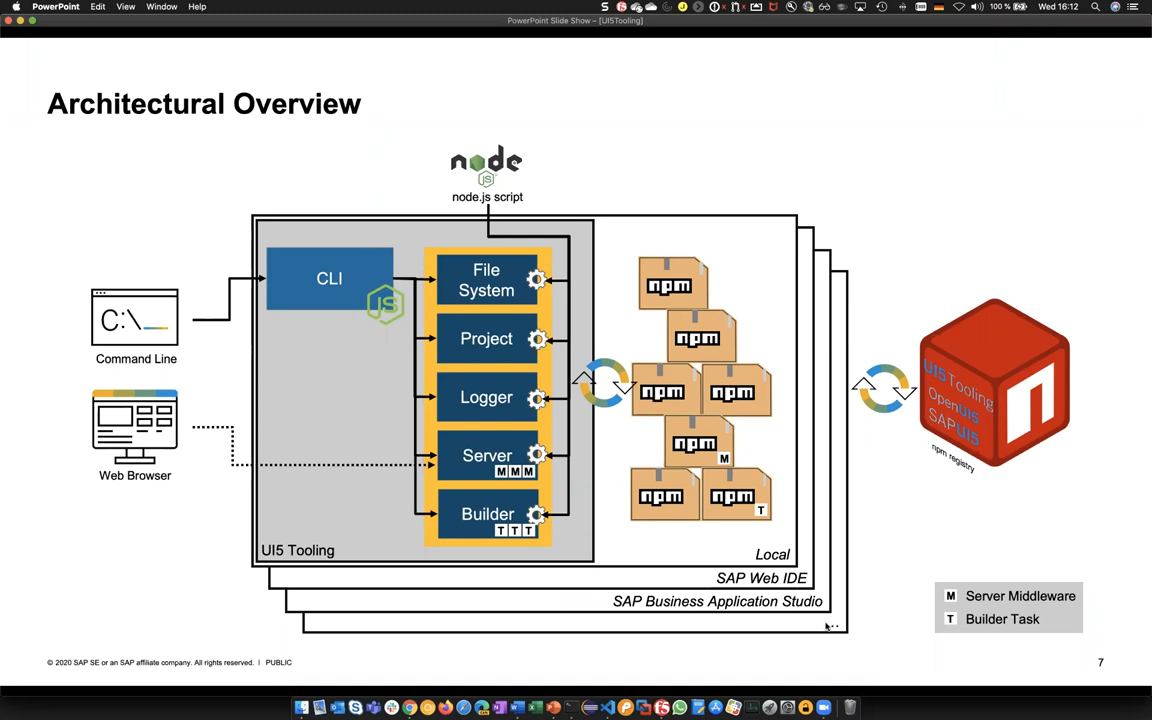 PowerPoint Edit View Window Help
100 % Wed 16:12
PowerPoint Slide Show – [UI5Tooling]
Architectural Overview
node
JS
node.js script
CLI
JS
File
System
Project
Logger
Server
M M M
Builder
T T T
UI5 Tooling
C:\_
Command Line
Web Browser
npm
npm
npm npm
npm
M
npm npm
T
Local
SAP Web IDE
SAP Business Application Studio
...
UI5Tooling
OpenUI5
SAPUI5
n
npm registry
M Server Middleware
T Builder Task
© 2020 SAP SE or an SAP affiliate company. All rights reserved. | PUBLIC
7